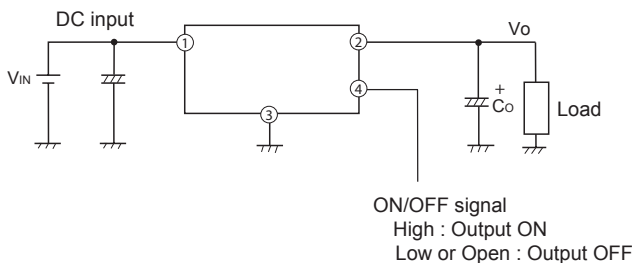 DC input
1
2
Vo
VIN
4
+
Co
Load
3
ON/OFF signal
High : Output ON
Low or Open : Output OFF